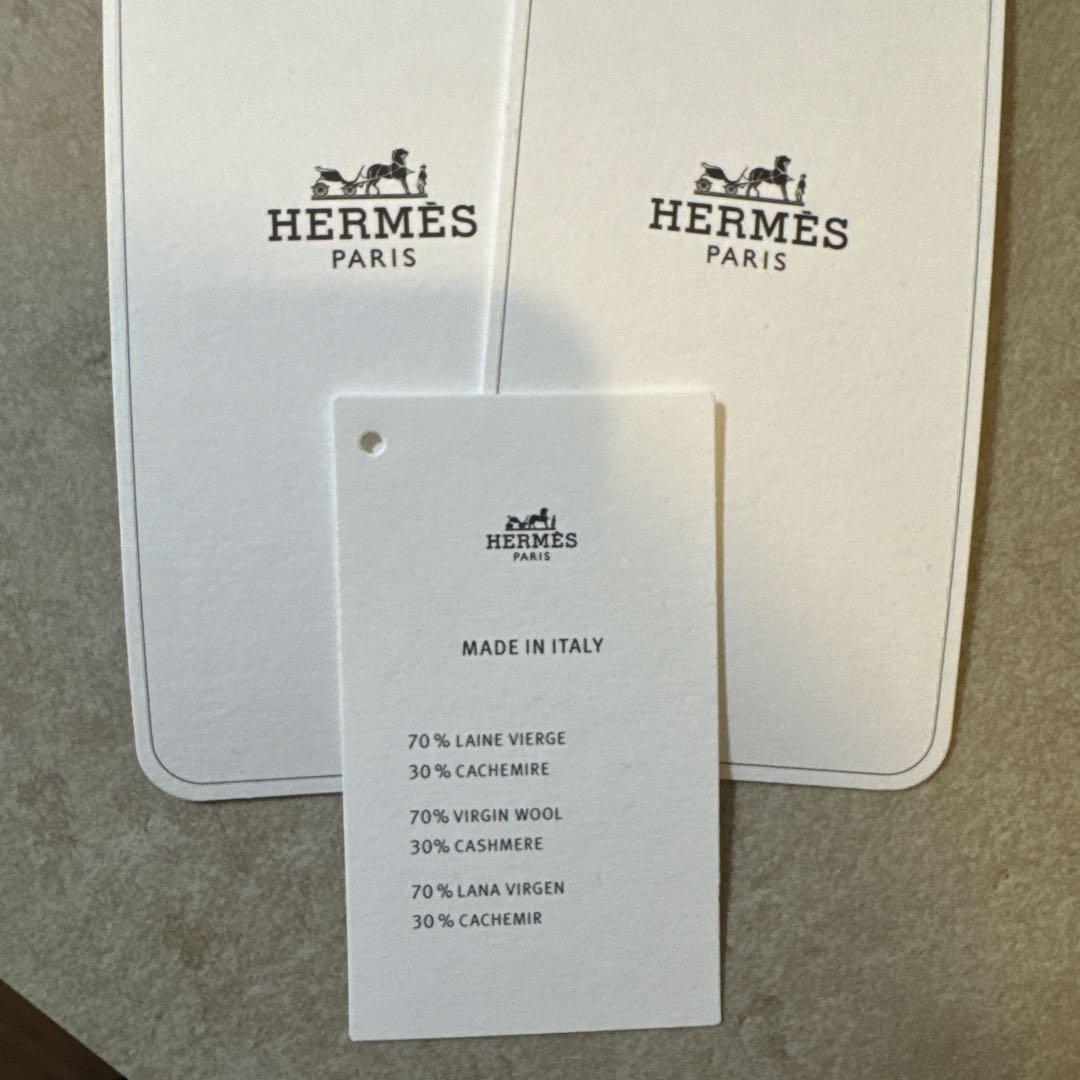 HERMÈS
PARIS
HERMÈS
PARIS
HERMÈS
PARIS
MADE IN ITALY
70 % LAINE VIERGE
30 % CACHEMIRE
70% VIRGIN WOOL
30% CASHMERE
70 % LANA VIRGEN
30 % CACHEMIR